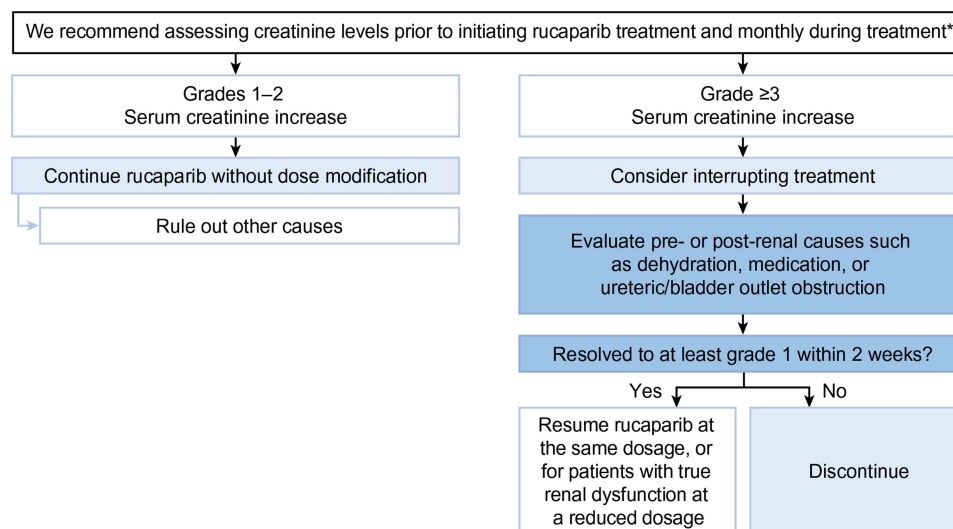 We recommend assessing creatinine levels prior to initiating rucaparib treatment and monthly during treatment*
Grades 1–2
Serum creatinine increase
Continue rucaparib without dose modification
Rule out other causes
Grade ≥3
Serum creatinine increase
Consider interrupting treatment
Evaluate pre- or post-renal causes such
as dehydration, medication, or
ureteric/bladder outlet obstruction
Resolved to at least grade 1 within 2 weeks?
Yes
No
Resume rucaparib at
the same dosage, or
for patients with true
renal dysfunction at
a reduced dosage
Discontinue